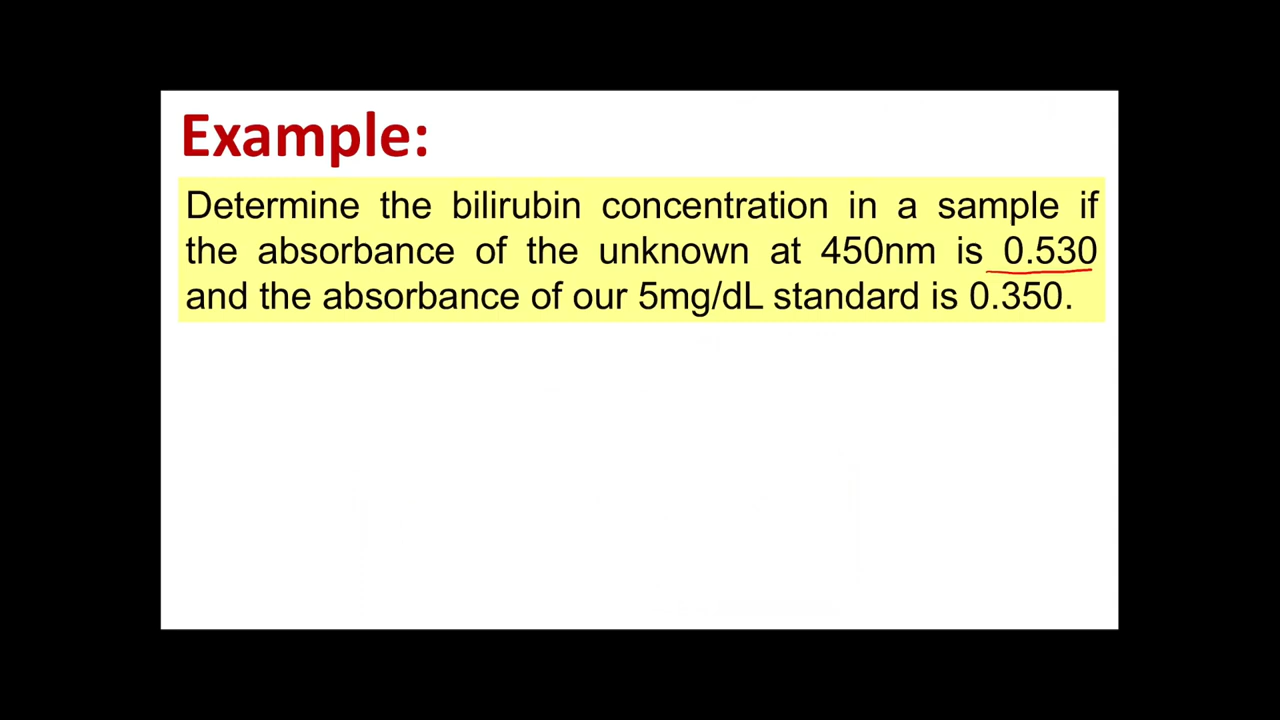 Example:
Determine the bilirubin concentration in a sample if
the absorbance of the unknown at 450nm is 0.530
and the absorbance of our 5mg/dL standard is 0.350.